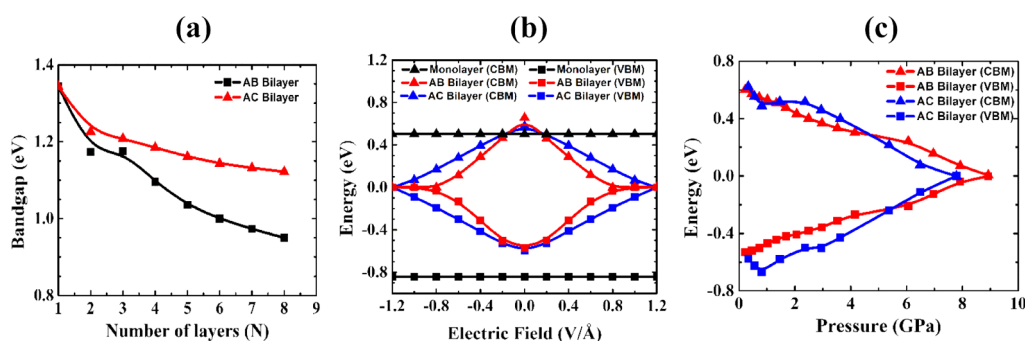 (a)
1.4
1.2
1.0
0.8
Bandgap (eV)
1 2 3 4 5 6 7 8 9
Number of layers (N)
AB Bilayer
AC Bilayer
(b)
Monolayer (CBM) Monolayer (VBM)
AB Bilayer (CBM) AB Bilayer (VBM)
AC Bilayer (CBM) AC Bilayer (VBM)
1.2
0.8
0.4
0.0
-0.4
-0.8
Energy (eV)
-1.2 -0.8 -0.4 0.0 0.4 0.8 1.2
Electric Field (V/Å)
(c)
AB Bilayer (CBM)
AB Bilayer (VBM)
AC Bilayer (CBM)
AC Bilayer (VBM)
0.8
0.4
0.0
-0.4
-0.8
Energy (eV)
0 2 4 6 8 10
Pressure (GPa)